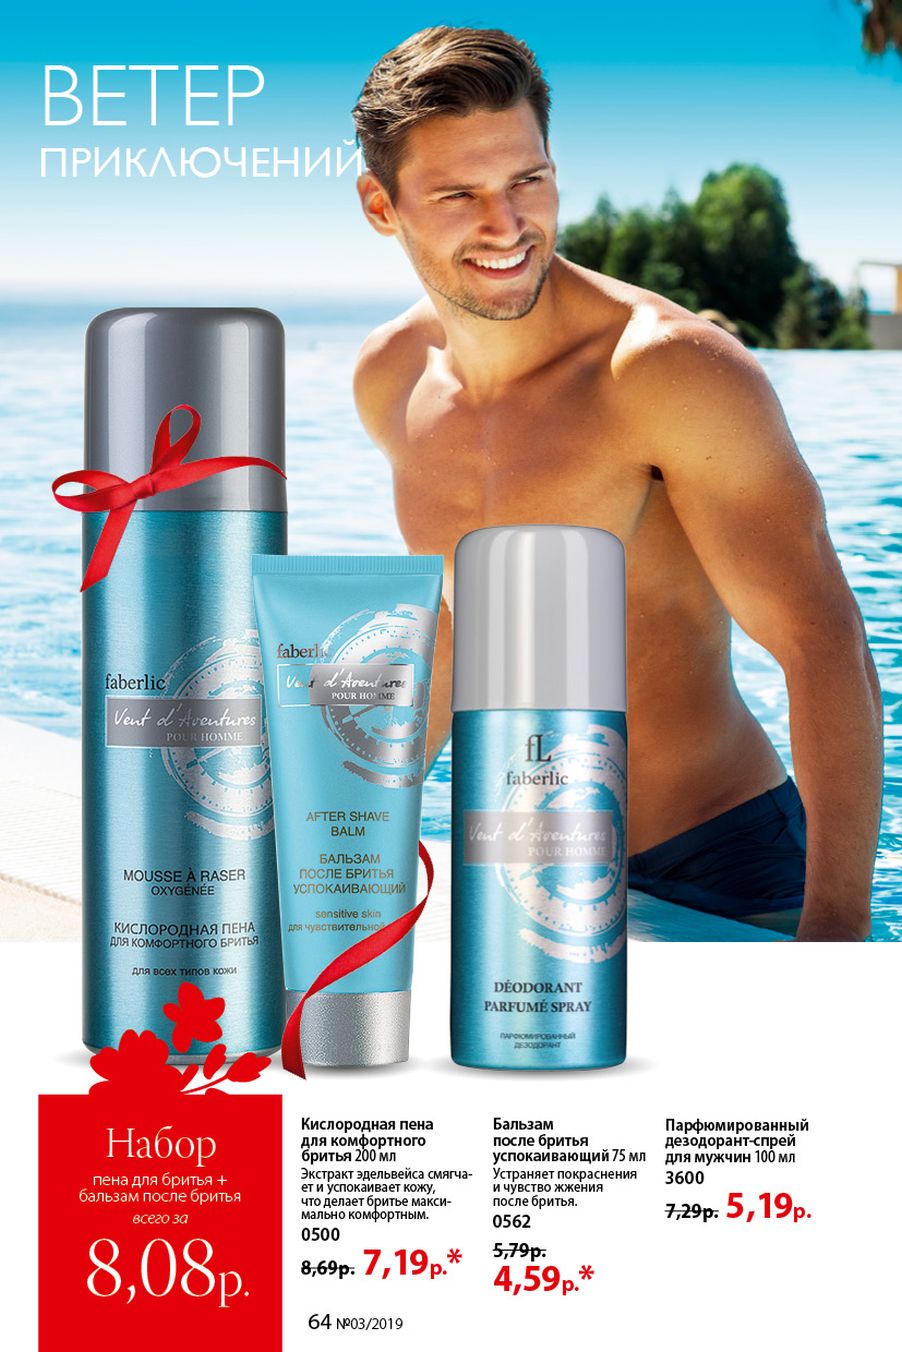 ВЕТЕР
ПРИКЛЮЧЕНИЙ
faberlic
Vent d'Aventures
POUR HOMME
MOUSSE À RASER
OXYGÉNÉE
КИСЛОРОДНАЯ ПЕНА
ДЛЯ КОМФОРТНОГО БРИТЬЯ
ДЛЯ ВСЕХ ТИПОВ КОЖИ
faberlic
Vent d'Aventures
POUR HOMME
AFTER SHAVE
BALM
БАЛЬЗАМ
ПОСЛЕ БРИТЬЯ
УСПОКАИВАЮЩИЙ
sensitive skin
для чувствительной
fL
faberlic
Vent d'Aventures
POUR HOMME
DÉODORANT
PARFUMÉ SPRAY
ПАРФЮМИРОВАННЫЙ
ДЕЗОДОРАНТ
Набор
пена для бритья +
бальзам после бритья
всего за
8,08р.
Кислородная пена
для комфортного
бритья 200 мл
Экстракт эдельвейса смягча-
ет и успокаивает кожу,
что делает бритье макси-
мально комфортным.
0500
8,69р. 7,19р.*
Бальзам
после бритья
успокаивающий 75 мл
Устраняет покраснения
и чувство жжения
после бритья.
0562
5,79р.
4,59р.*
Парфюмированный
дезодорант-спрей
для мужчин 100 мл
3600
7,29р. 5,19р.
64 №03/2019